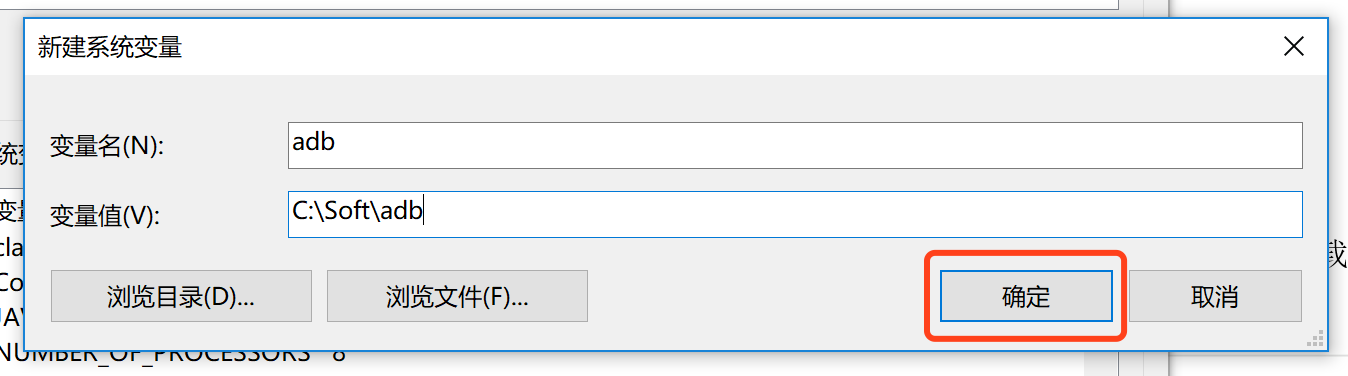 新建系统变量
变量名(N):
adb
变量值(V):
C:\Soft\adb
浏览目录(D)...
浏览文件(F)...
确定
取消
NUMBER_OF_PROCESSORS 8